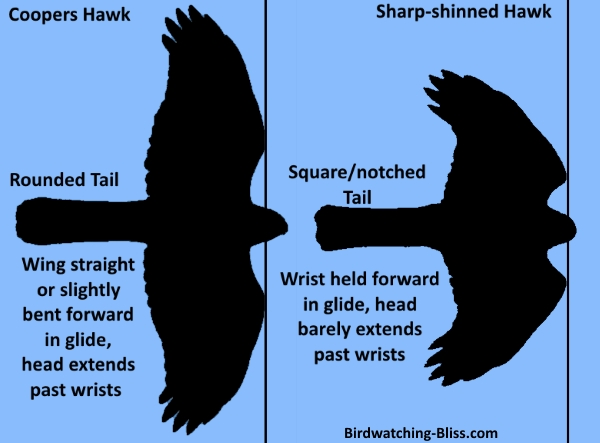 Coopers Hawk
Rounded Tail
Wing straight
or slightly
bent forward
in glide,
head extends
past wrists
Sharp-shinned Hawk
Square/notched
Tail
Wrist held forward
in glide, head
barely extends
past wrists
Birdwatching-Bliss.com